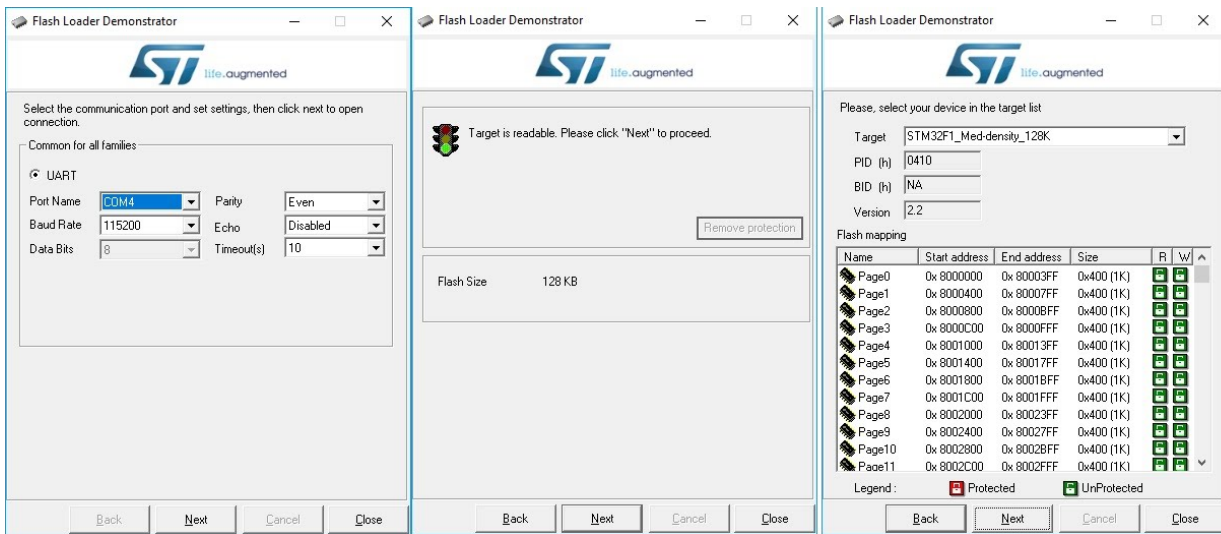 Flash Loader Demonstrator
ST life.augmented
Select the communication port and set settings, then click next to open
connection.
Common for all families
UART
Port Name COM4 Parity Even
Baud Rate 115200 Echo Disabled
Data Bits 8 Timeout(s) 10
Back Next Cancel Close
Flash Loader Demonstrator
ST life.augmented
Target is readable. Please click "Next" to proceed.
Remove protection
Flash Size 128 KB
Back Next Cancel Close
Flash Loader Demonstrator
ST life.augmented
Please, select your device in the target list
Target STM32F1_Med-density_128K
PID (h) 0410
BID (h) NA
Version 2.2
Flash mapping
Name Start address End address Size R W
Page0 0x 8000000 0x 80003FF 0x400 (1K)
Page1 0x 8000400 0x 80007FF 0x400 (1K)
Page2 0x 8000800 0x 8000BFF 0x400 (1K)
Page3 0x 8000C00 0x 8000FFF 0x400 (1K)
Page4 0x 8001000 0x 80013FF 0x400 (1K)
Page5 0x 8001400 0x 80017FF 0x400 (1K)
Page6 0x 8001800 0x 8001BFF 0x400 (1K)
Page7 0x 8001C00 0x 8001FFF 0x400 (1K)
Page8 0x 8002000 0x 80023FF 0x400 (1K)
Page9 0x 8002400 0x 80027FF 0x400 (1K)
Page10 0x 8002800 0x 8002BFF 0x400 (1K)
Page11 0x 8002C00 0x 8002FFF 0x400 (1K)
Legend : Protected UnProtected
Back Next Cancel Close